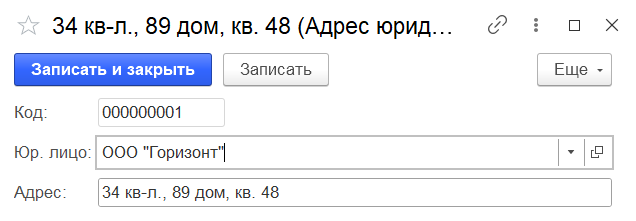 34 кв-л., 89 дом, кв. 48 (Адрес юрид...
Записать и закрыть Записать Еще
Код: 000000001
Юр. лицо: ООО "Горизонт"
Адрес: 34 кв-л., 89 дом, кв. 48